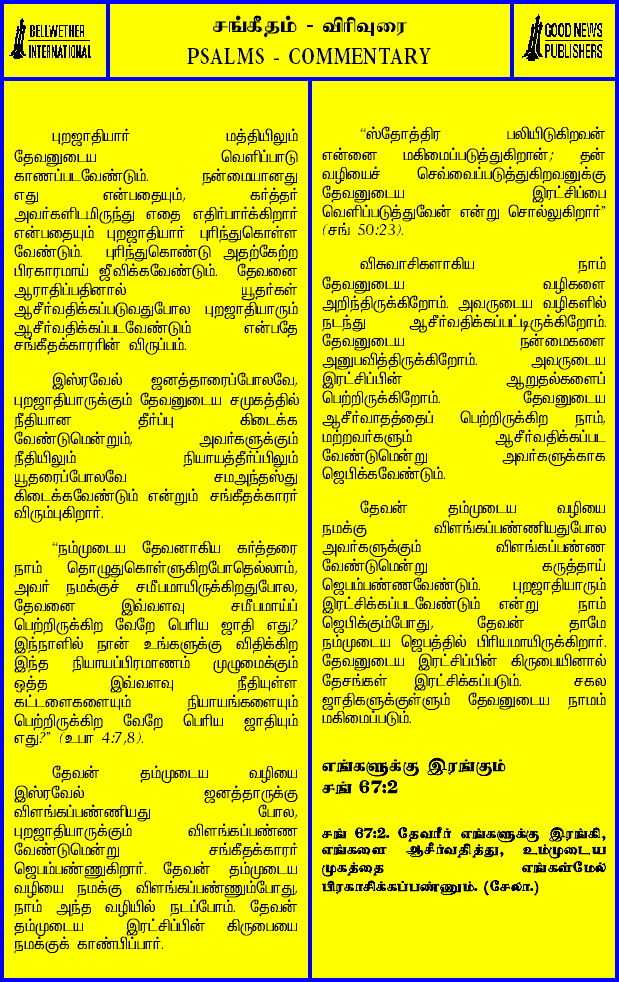 BELLWETHER
INTERNATIONAL
சங்கீதம் - விரிவுரை
PSALMS - COMMENTARY
GOOD NEWS
PUBLISHERS
புறஜாதியார் மத்தியிலும்
தேவனுடைய வெளிப்பாடு
காணப்படவேண்டும். நன்மையானது
எது என்பதையும், கர்த்தர்
அவர்களிடமிருந்து எதை எதிர்பார்க்கிறார்
என்பதையும் புறஜாதியார் புரிந்துகொள்ள
வேண்டும். புரிந்துகொண்டு அதற்கேற்ற
பிரகாரமாய் ஜீவிக்கவேண்டும். தேவனை
ஆராதிப்பதினால் யூதர்கள்
ஆசீர்வதிக்கப்படுவதுபோல புறஜாதியாரும்
ஆசீர்வதிக்கப்படவேண்டும் என்பதே
சங்கீதக்காரரின் விருப்பம்.
இஸ்ரவேல் ஜனத்தாரைப்போலவே,
புறஜாதியாருக்கும் தேவனுடைய சமுகத்தில்
நீதியான தீர்ப்பு கிடைக்க
வேண்டுமென்றும், அவர்களுக்கும்
நீதியிலும் நியாயத்தீர்ப்பிலும்
யூதரைப்போலவே சமஅந்தஸ்து
கிடைக்கவேண்டும் என்றும் சங்கீதக்காரர்
விரும்புகிறார்.
“நம்முடைய தேவனாகிய கர்த்தரை
நாம் தொழுதுகொள்ளுகிறபோதெல்லாம்,
அவர் நமக்குச் சமீபமாயிருக்கிறதுபோல,
தேவனை இவ்வளவு சமீபமாய்ப்
பெற்றிருக்கிற வேறே பெரிய ஜாதி எது?
இந்நாளில் நான் உங்களுக்கு விதிக்கிற
இந்த நியாயப்பிரமாணம் முழுமைக்கும்
ஒத்த இவ்வளவு நீதியுள்ள
கட்டளைகளையும் நியாயங்களையும்
பெற்றிருக்கிற வேறே பெரிய ஜாதியும்
எது?” (உபா 4:7,8).
தேவன் தம்முடைய வழியை
இஸ்ரவேல் ஜனத்தாருக்கு
விளங்கப்பண்ணியது போல,
புறஜாதியாருக்கும் விளங்கப்பண்ண
வேண்டுமென்று சங்கீதக்காரர்
ஜெபம்பண்ணுகிறார். தேவன் தம்முடைய
வழியை நமக்கு விளங்கப்பண்ணும்போது,
நாம் அந்த வழியில் நடப்போம். தேவன்
தம்முடைய இரட்சிப்பின் கிருபையை
நமக்குக் காண்பிப்பார்.
“ஸ்தோத்திர பலியிடுகிறவன்
என்னை மகிமைப்படுத்துகிறான்; தன்
வழியைச் செவ்வைப்படுத்துகிறவனுக்கு
தேவனுடைய இரட்சிப்பை
வெளிப்படுத்துவேன் என்று சொல்லுகிறார்”
(சங் 50:23).
விசுவாசிகளாகிய நாம்
தேவனுடைய வழிகளை
அறிந்திருக்கிறோம். அவருடைய வழிகளில்
நடந்து ஆசீர்வதிக்கப்பட்டிருக்கிறோம்.
தேவனுடைய நன்மைகளை
அனுபவித்திருக்கிறோம். அவருடைய
இரட்சிப்பின் ஆறுதல்களைப்
பெற்றிருக்கிறோம். தேவனுடைய
ஆசீர்வாதத்தைப் பெற்றிருக்கிற நாம்,
மற்றவர்களும் ஆசீர்வதிக்கப்பட
வேண்டுமென்று அவர்களுக்காக
ஜெபிக்கவேண்டும்.
தேவன் தம்முடைய வழியை
நமக்கு விளங்கப்பண்ணியதுபோல
அவர்களுக்கும் விளங்கப்பண்ண
வேண்டுமென்று கருத்தாய்
ஜெபம்பண்ணவேண்டும். புறஜாதியாரும்
இரட்சிக்கப்படவேண்டும் என்று நாம்
ஜெபிக்கும்போது, தேவன் தாமே
நம்முடைய ஜெபத்தில் பிரியமாயிருக்கிறார்.
தேவனுடைய இரட்சிப்பின் கிருபையினால்
தேசங்கள் இரட்சிக்கப்படும். சகல
ஜாதிகளுக்குள்ளும் தேவனுடைய நாமம்
மகிமைப்படும்.
எங்களுக்கு இரங்கும்
சங் 67:2
சங் 67:2. தேவரீர் எங்களுக்கு இரங்கி,
எங்களை ஆசீர்வதித்து, உம்முடைய
முகத்தை எங்கள்மேல்
பிரகாசிக்கப்பண்ணும். (சேலா.)